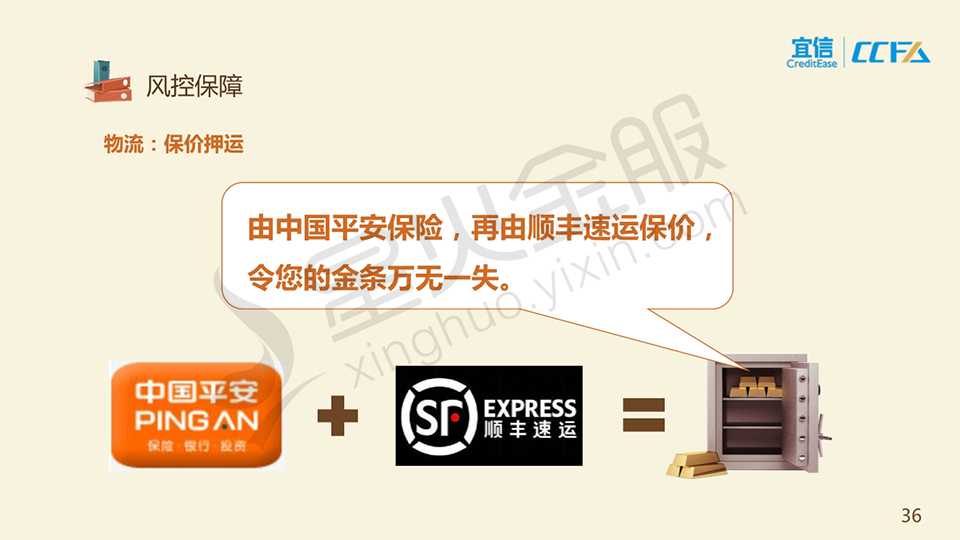 宜信
CreditEase
CCFA
风控保障
物流：保价押运
由中国平安保险，再由顺丰速运保价，
令您的金条万无一失。
星火金服
xinghuo.yixin.com
中国平安
PING AN
保险·银行·投资
SF
EXPRESS
顺丰速运
36